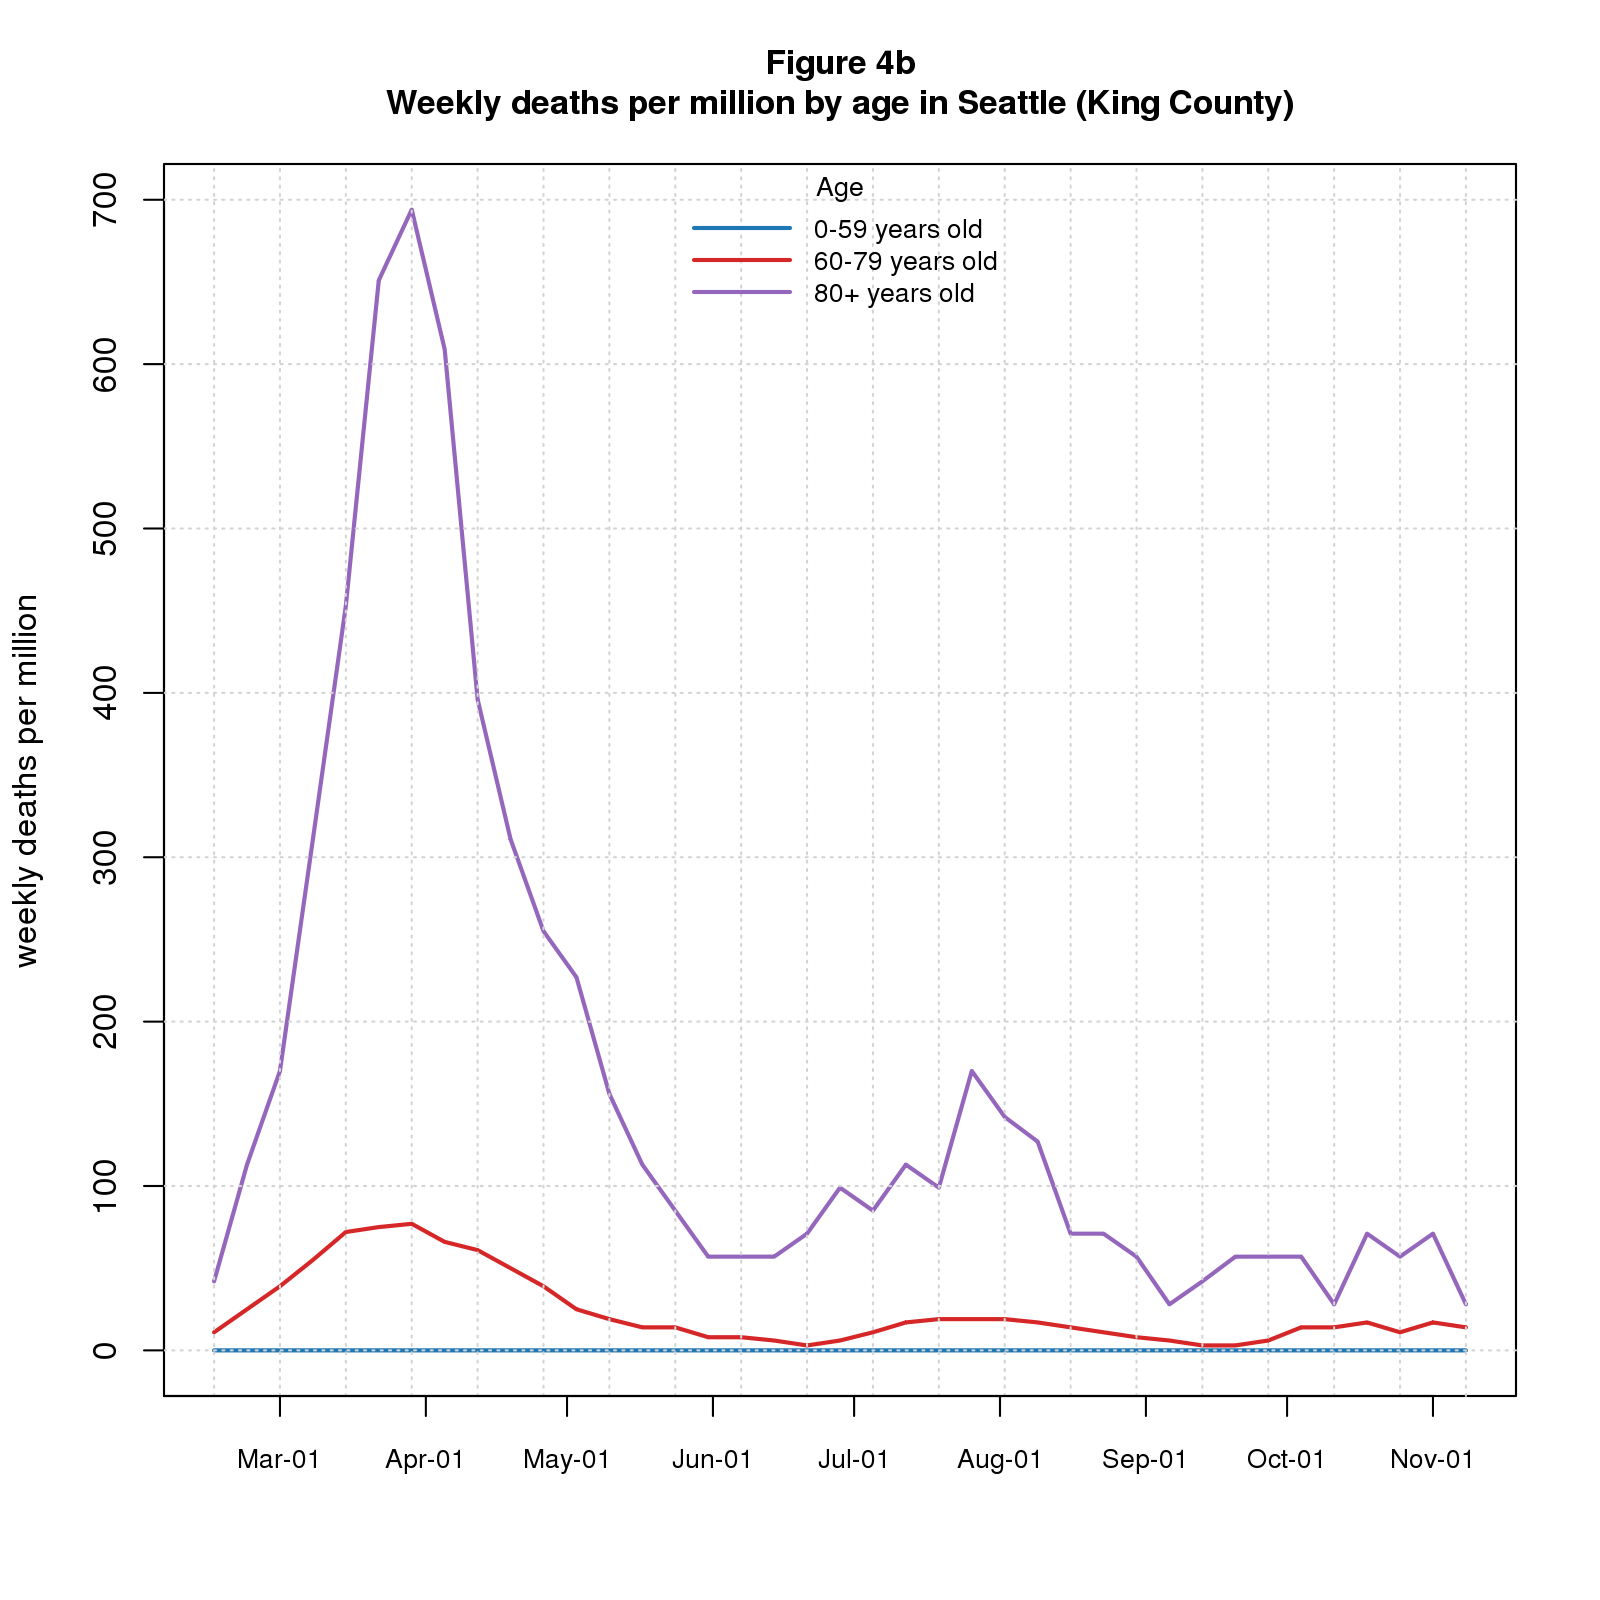 Figure 4b
Weekly deaths per million by age in Seattle (King County)
Age
0-59 years old
60-79 years old
80+ years old
weekly deaths per million
700
600
500
400
300
200
100
0
Mar-01 Apr-01 May-01 Jun-01 Jul-01 Aug-01 Sep-01 Oct-01 Nov-01